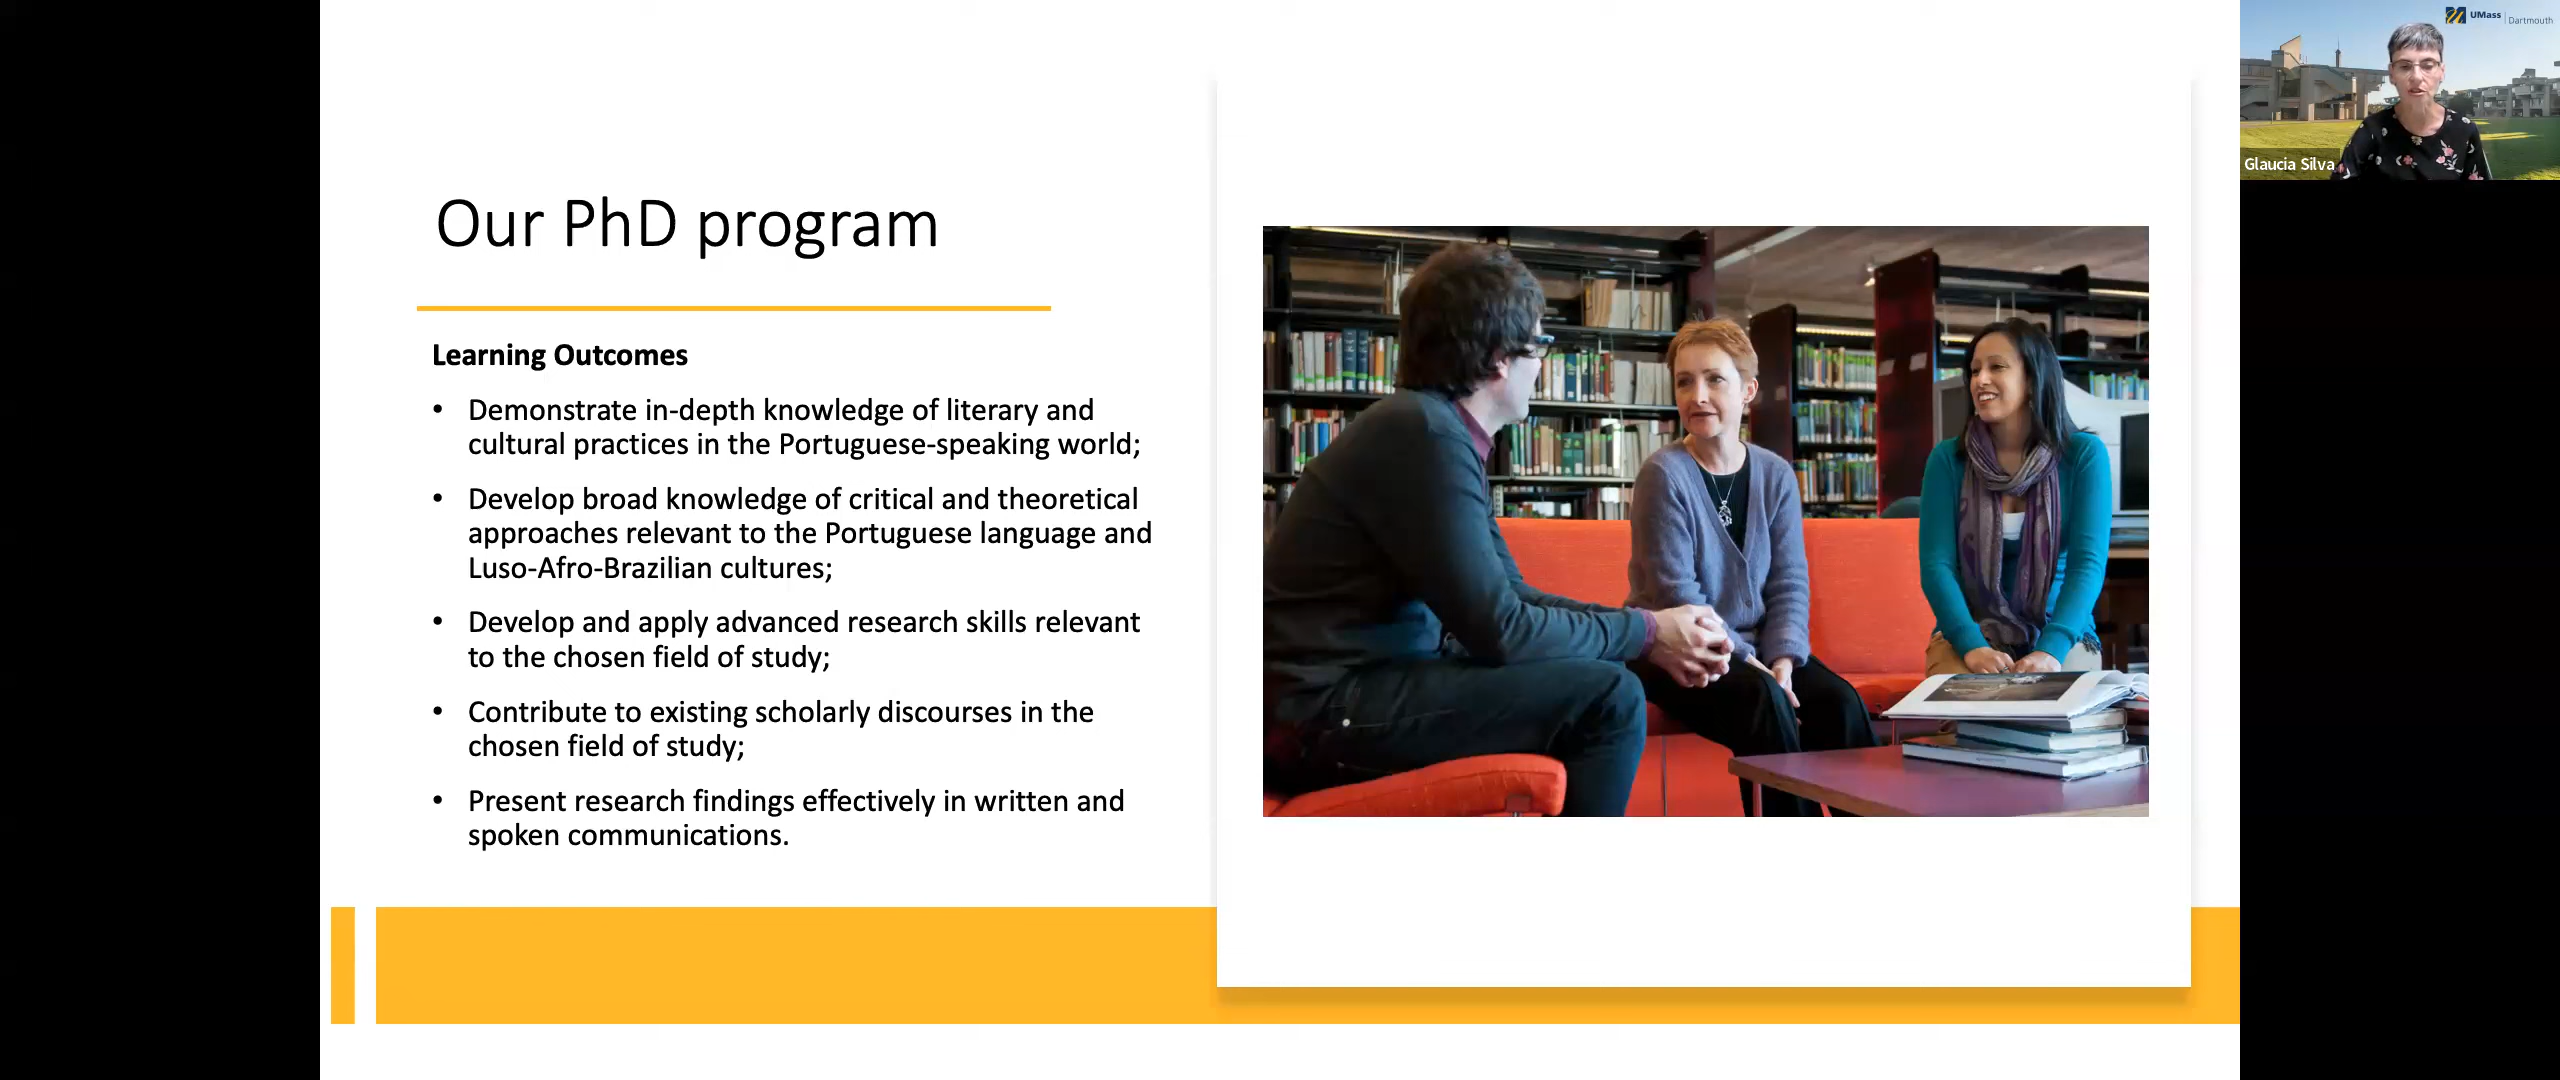 Our PhD program
Learning Outcomes
• Demonstrate in-depth knowledge of literary and
cultural practices in the Portuguese-speaking world;
• Develop broad knowledge of critical and theoretical
approaches relevant to the Portuguese language and
Luso-Afro-Brazilian cultures;
• Develop and apply advanced research skills relevant
to the chosen field of study;
• Contribute to existing scholarly discourses in the
chosen field of study;
• Present research findings effectively in written and
spoken communications.
UMass | Dartmouth
Glaucia Silva